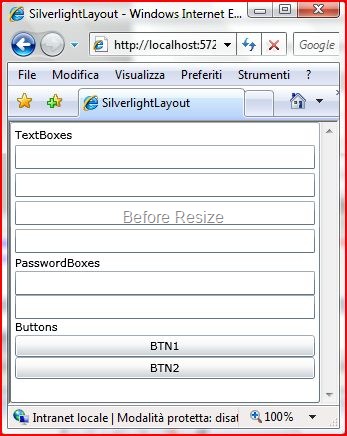 SilverlightLayout - Windows Internet E...
http://localhost:572
Google
File Modifica Visualizza Preferiti Strumenti ?
SilverlightLayout
TextBoxes
Before Resize
PasswordBoxes
Buttons
BTN1
BTN2
Intranet locale | Modalità protetta: disat
100%